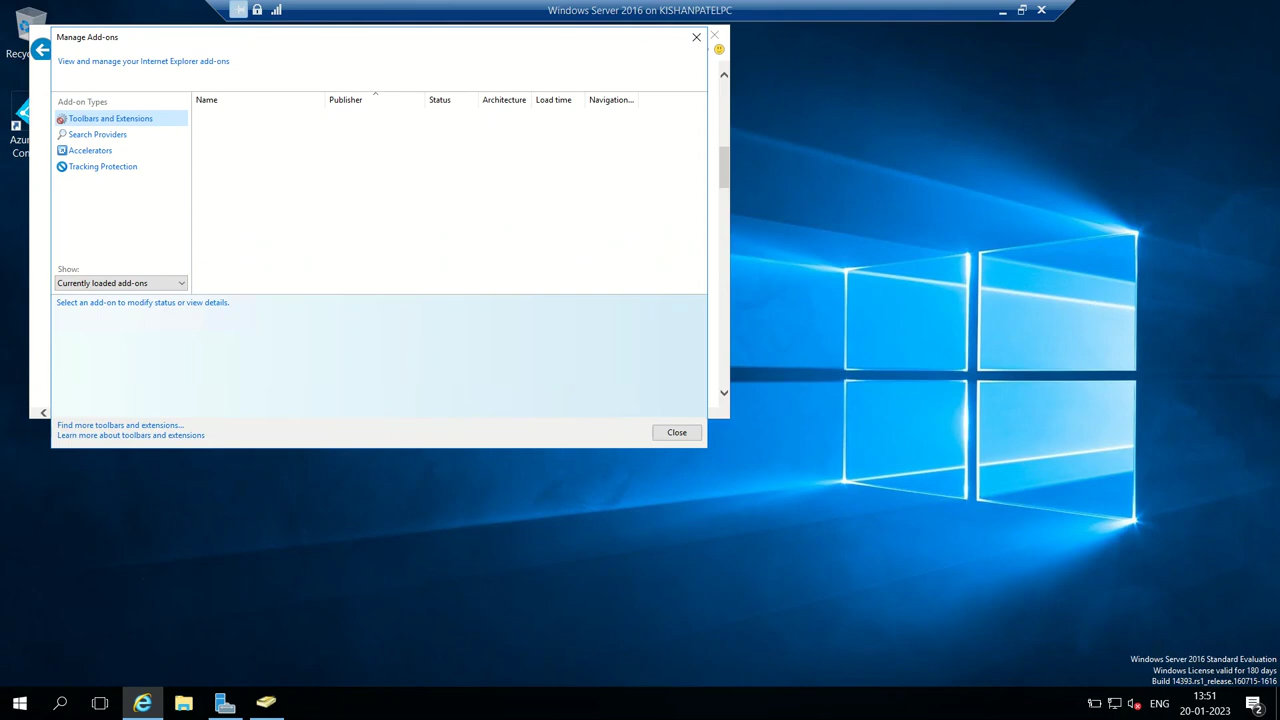 Windows Server 2016 on KISHANPATELPC
Recy
Azur
Con
Manage Add-ons
View and manage your Internet Explorer add-ons
Add-on Types
Toolbars and Extensions
Search Providers
Accelerators
Tracking Protection
Show:
Currently loaded add-ons
Name Publisher Status Architecture Load time Navigation...
Select an add-on to modify status or view details.
Find more toolbars and extensions...
Learn more about toolbars and extensions
Close
Windows Server 2016 Standard Evaluation
Windows License valid for 180 days
Build 14393.rs1_release.160715-1616
ENG
13:51
20-01-2023
2